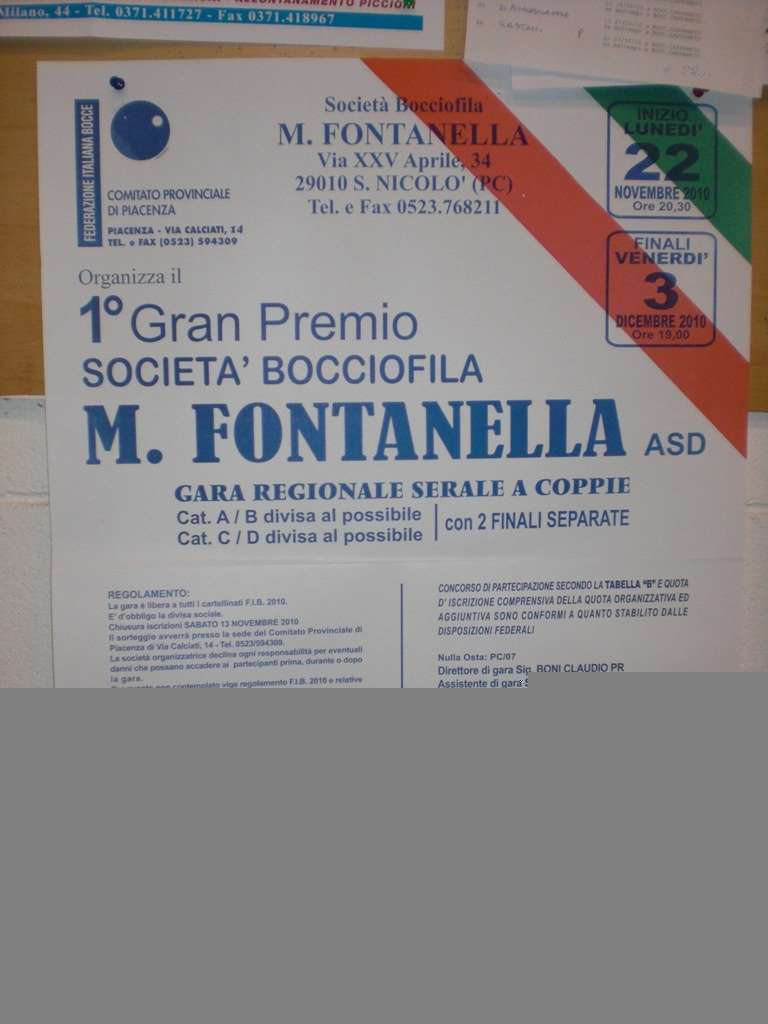 ALLONTANAMENTO PICCIONI
Milano, 44 - Tel. 0371.411727 - Fax 0371.418967
FEDERAZIONE ITALIANA BOCCE
COMITATO PROVINCIALE
DI PIACENZA
PIACENZA - VIA CALCIATI, 14
TEL. e FAX (0523) 594309
Società Bocciofila
M. FONTANELLA
Via XXV Aprile, 34
29010 S. NICOLO' (PC)
Tel. e Fax 0523.768211
INIZIO
LUNEDI'
22
NOVEMBRE 2010
Ore 20,30
FINALI
VENERDI'
3
DICEMBRE 2010
Ore 19,00
Organizza il
1° Gran Premio
SOCIETA' BOCCIOFILA
M. FONTANELLA ASD
GARA REGIONALE SERALE A COPPIE
Cat. A / B divisa al possibile
Cat. C / D divisa al possibile
con 2 FINALI SEPARATE
REGOLAMENTO:
La gara è libera a tutti i cartellinati F.I.B. 2010.
E' d'obbligo la divisa sociale.
Chiusura iscrizioni SABATO 13 NOVEMBRE 2010
Il sorteggio avverrà presso la sede del Comitato Provinciale di
Piacenza di Via Calciati, 14 - Tel. 0523/594309.
La società organizzatrice declina ogni responsabilità per eventuali
danni che possano accadere ai partecipanti prima, durante o dopo
la gara.
non contemplato vige regolamento F.I.B. 2010 e relative
CONCORSO DI PARTECIPAZIONE SECONDO LA TABELLA "B" E QUOTA
D' ISCRIZIONE COMPRENSIVA DELLA QUOTA ORGANIZZATIVA ED
AGGIUNTIVA SONO CONFORMI A QUANTO STABILITO DALLE
DISPOSIZIONI FEDERALI
Nulla Osta: PC/07
Direttore di gara Sig. BONI CLAUDIO PR
Assistente di gara